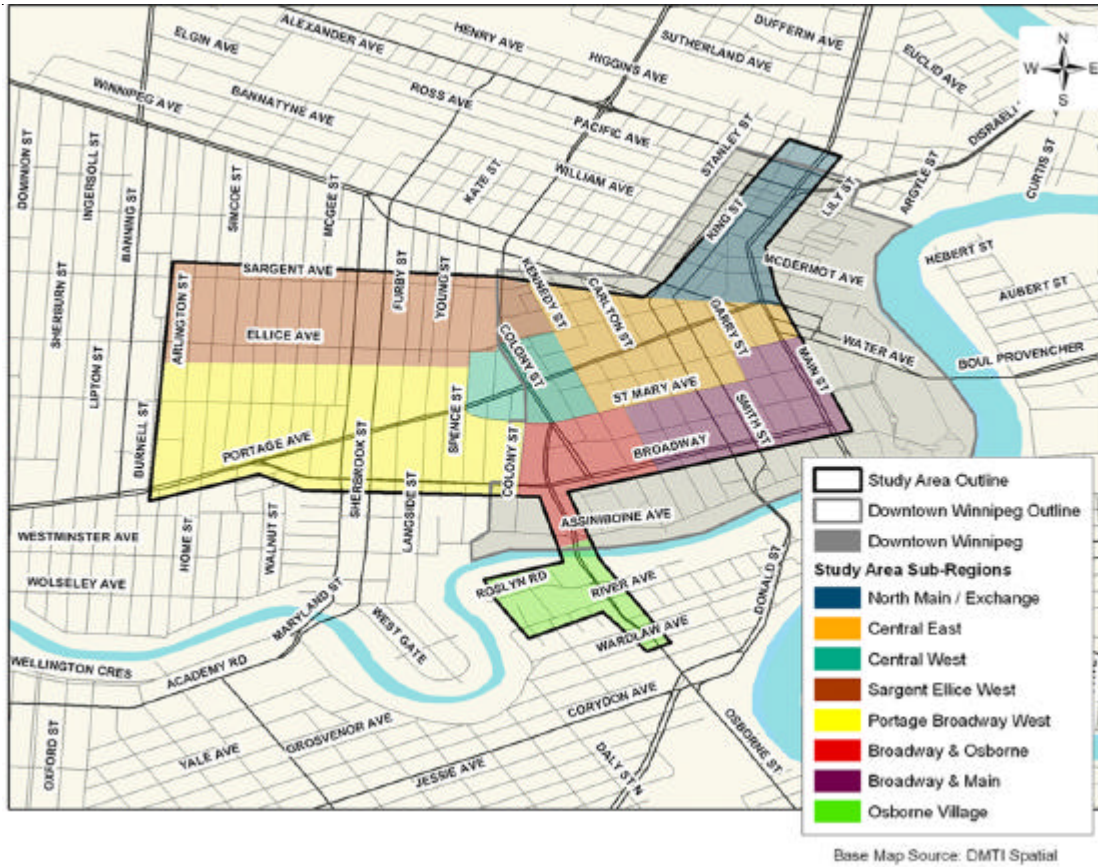 DUFFERIN AVE
ALEXANDER AVE
HENRY AVE
SUTHERLAND AVE
ELGIN AVE
EUCLID AVE
HIGGINS AVE
N
W
E
S
WINNIPEG AVE
BANNATYNE AVE
ROSS AVE
PACIFIC AVE
DISRAELI
STANLEY ST
WILLIAM AVE
KATE ST
DOMINION ST
INGERSOLL ST
BANNING ST
SIMCOE ST
MCGEE ST
KING ST
LILY ST
ARGYLE ST
CURTIS ST
HEBERT ST
MCDERMOT AVE
AUBERT ST
SARGENT AVE
FURBY ST
YOUNG ST
KENNEDY ST
CARLTON ST
GARRY ST
SHERBURN ST
ARLINGTON ST
ELLICE AVE
COLONY ST
MAIN ST
WATER AVE
BOUL PROVENCHER
LIPTON ST
ST MARY AVE
SMITH ST
BURNELL ST
PORTAGE AVE
SHERBROOK ST
SPENCE ST
COLONY ST
BROADWAY
LANGSIDE ST
ASSINIBOINE AVE
WESTMINSTER AVE
HOME ST
WALNUT ST
WOLSELEY AVE
ROSLYN RD
RIVER AVE
DONALD ST
MARYLAND ST
WEST GATE
WARDLAW AVE
WELLINGTON CRES
ACADEMY RD
CORYDON AVE
OXFORD ST
YALE AVE
GROSVENOR AVE
JESSIE AVE
DALY ST N
OSBORNE ST
Study Area Outline
Downtown Winnipeg Outline
Downtown Winnipeg
Study Area Sub-Regions
North Main / Exchange
Central East
Central West
Sargent Ellice West
Portage Broadway West
Broadway & Osborne
Broadway & Main
Osborne Village
Base Map Source: DMTI Spatial